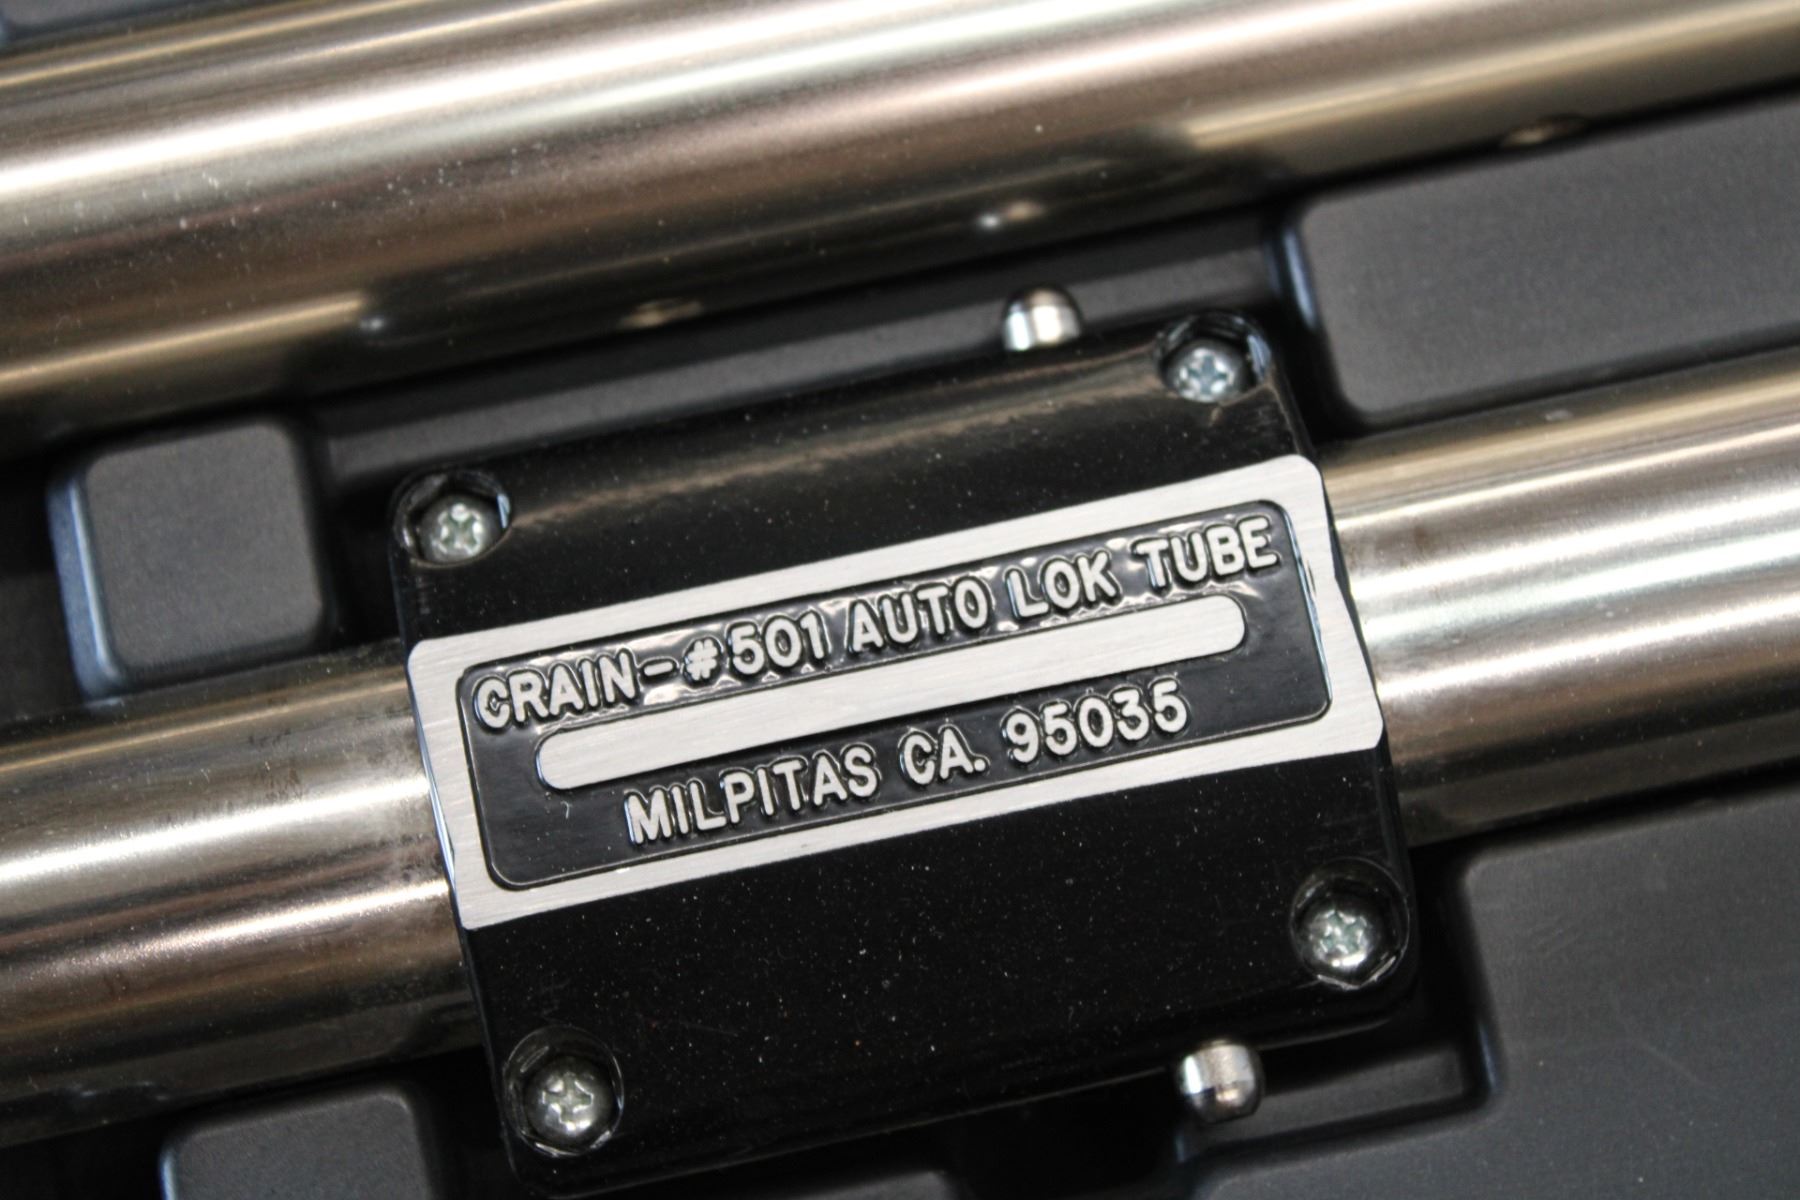 CRAIN-#501 AUTO LOK TUBE
MILPITAS CA. 95035